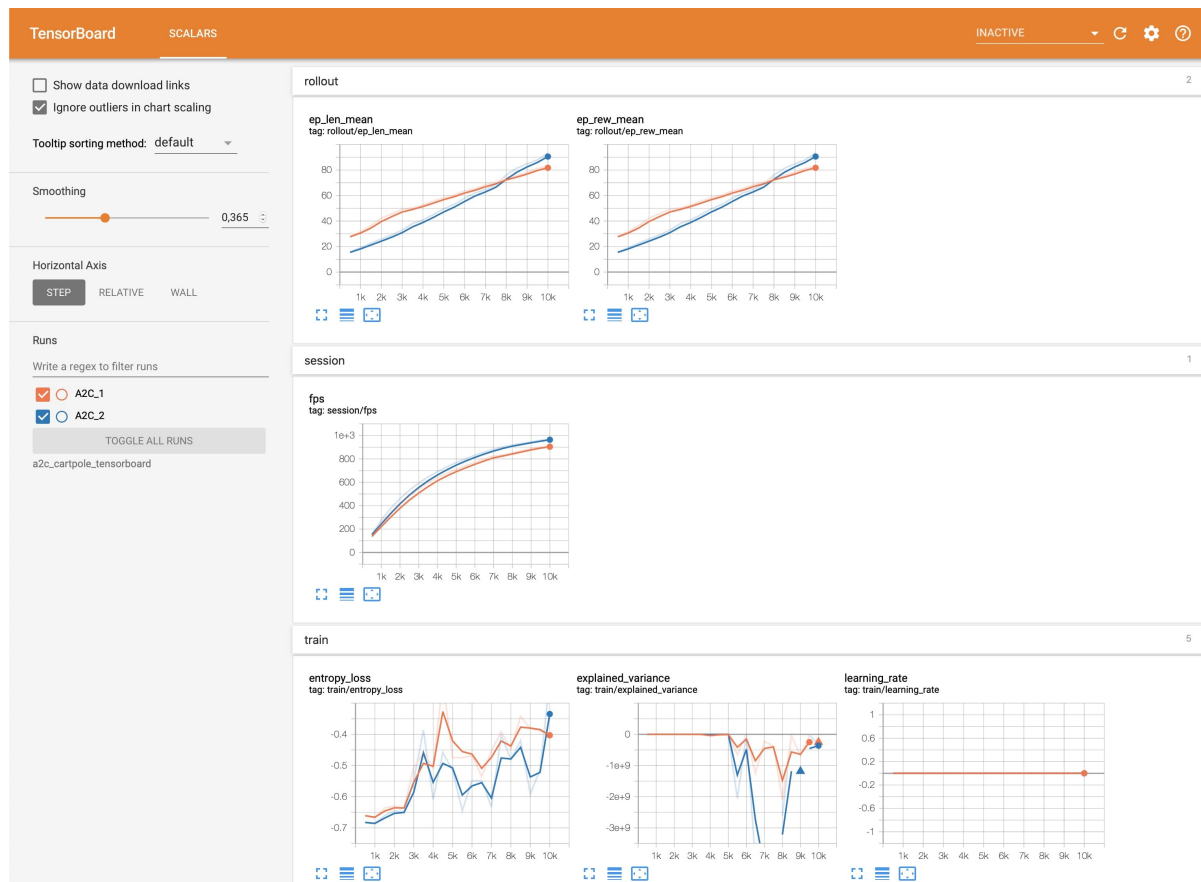 TensorBoard SCALARS INACTIVE
Show data download links
Ignore outliers in chart scaling
Tooltip sorting method: default
Smoothing
0,365
Horizontal Axis
STEP RELATIVE WALL
Runs
Write a regex to filter runs
A2C_1
A2C_2
TOGGLE ALL RUNS
a2c_cartpole_tensorboard
rollout 2
ep_len_mean
tag: rollout/ep_len_mean
80
60
40
20
0
1k 2k 3k 4k 5k 6k 7k 8k 9k 10k
ep_rew_mean
tag: rollout/ep_rew_mean
80
60
40
20
0
1k 2k 3k 4k 5k 6k 7k 8k 9k 10k
session 1
fps
tag: session/fps
1e+3
800
600
400
200
0
1k 2k 3k 4k 5k 6k 7k 8k 9k 10k
train 5
entropy_loss
tag: train/entropy_loss
-0.4
-0.5
-0.6
-0.7
1k 2k 3k 4k 5k 6k 7k 8k 9k 10k
explained_variance
tag: train/explained_variance
0
-1e+9
-2e+9
-3e+9
1k 2k 3k 4k 5k 6k 7k 8k 9k 10k
learning_rate
tag: train/learning_rate
1
0.6
0.2
-0.2
-0.6
-1
1k 2k 3k 4k 5k 6k 7k 8k 9k 10k